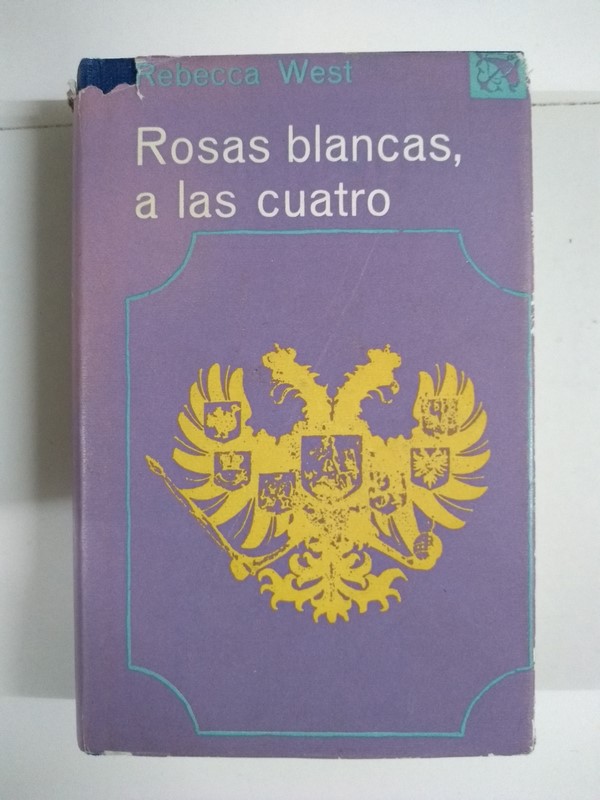 Rebecca West
Rosas blancas,
a las cuatro